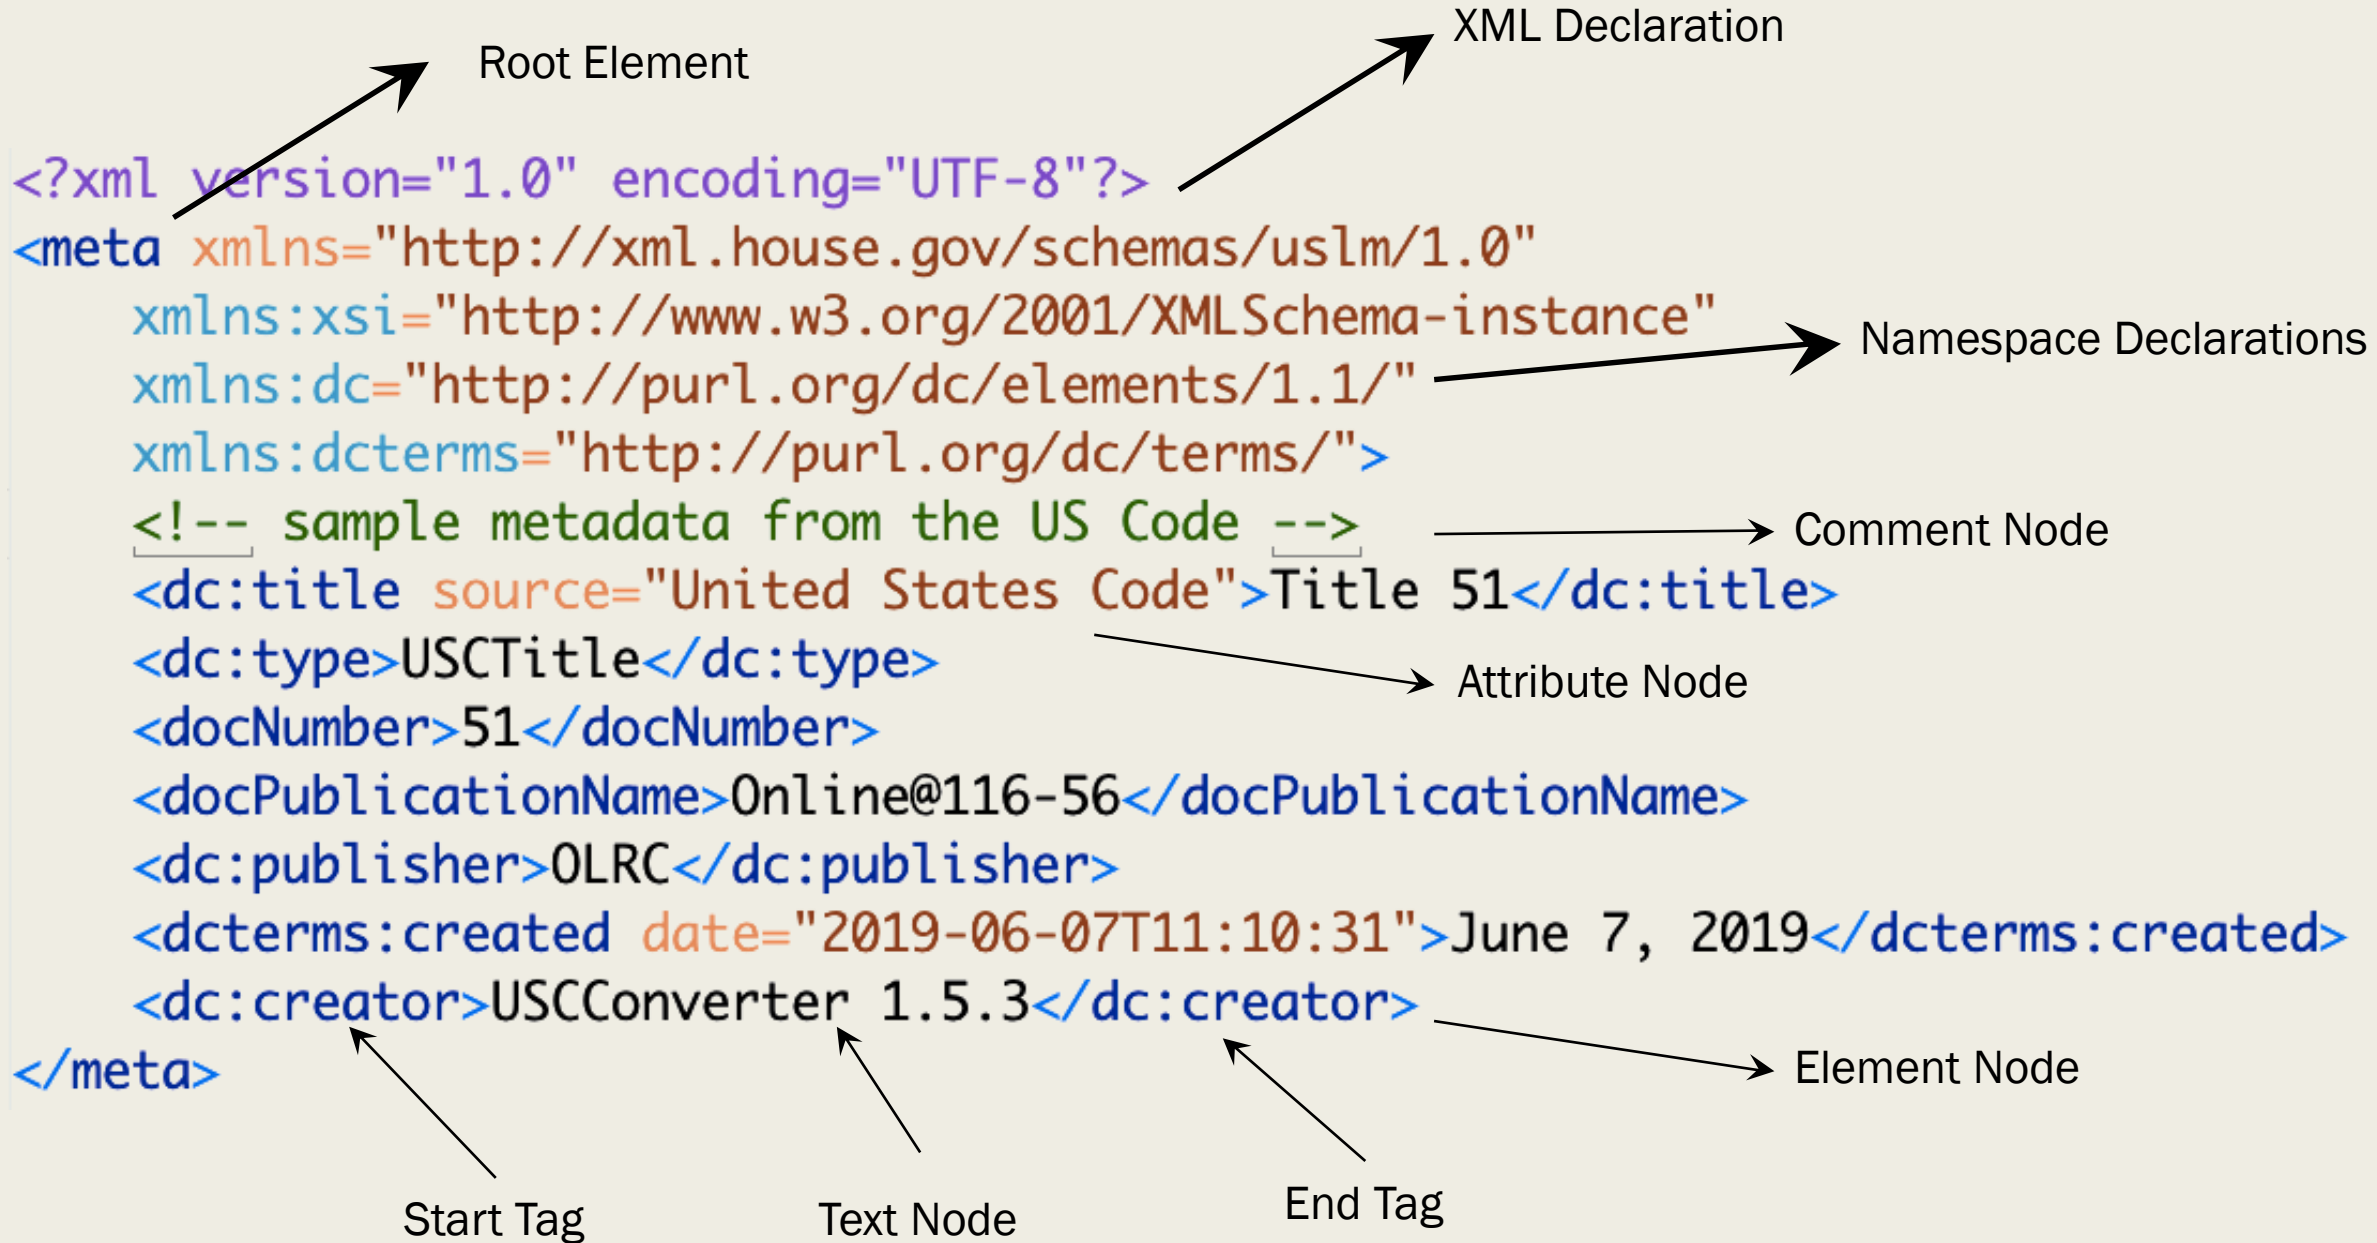 XML Declaration
Root Element
<?xml version="1.0" encoding="UTF-8"?>
<meta xmlns="http://xml.house.gov/schemas/uslm/1.0"
xmlns:xsi="http://www.w3.org/2001/XMLSchema-instance"
Namespace Declarations
xmlns:dc="http://purl.org/dc/elements/1.1/"
xmlns:dcterms="http://purl.org/dc/terms/">
<!-- sample metadata from the US Code -->
Comment Node
<dc:title source="United States Code">Title 51</dc:title>
<dc:type>USCTitle</dc:type>
Attribute Node
<docNumber>51</docNumber>
<docPublicationName>Online@116-56</docPublicationName>
<dc:publisher>OLRC</dc:publisher>
<dcterms:created date="2019-06-07T11:10:31">June 7, 2019</dcterms:created>
<dc:creator>USCConverter 1.5.3</dc:creator>
Element Node
</meta>
Start Tag
Text Node
End Tag